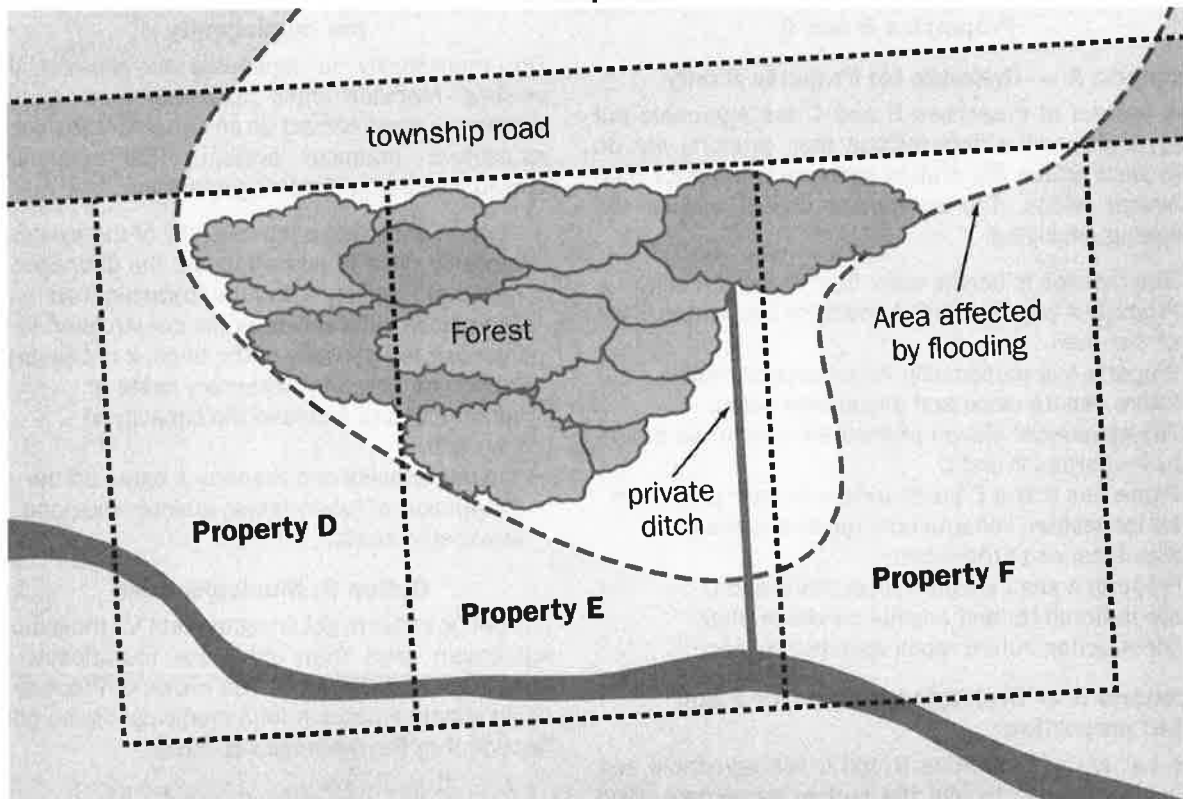 township road
Forest
Area affected
by flooding
private
ditch
Property D
Property E
Property F